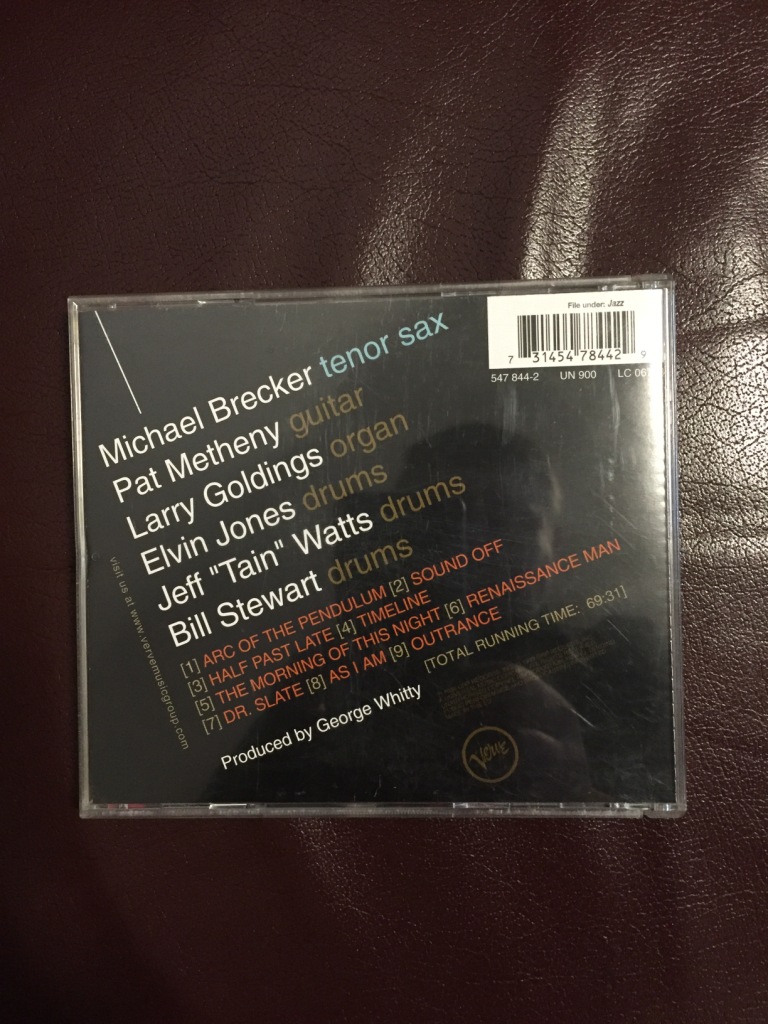 File under: Jazz
7 31454 78442 9
547 844-2 UN 900 LC 06
Michael Brecker tenor sax
Pat Metheny guitar
Larry Goldings organ
Elvin Jones drums
Jeff "Tain" Watts drums
Bill Stewart drums
visit us at www.vervemusicgroup.com
[1] ARC OF THE PENDULUM [2] SOUND OFF
[3] HALF PAST LATE [4] TIMELINE
[5] THE MORNING OF THIS NIGHT [6] RENAISSANCE MAN
[7] DR. SLATE [8] AS I AM [9] OUTRANCE
[TOTAL RUNNING TIME: 69:31]
Produced by George Whitty
Verve